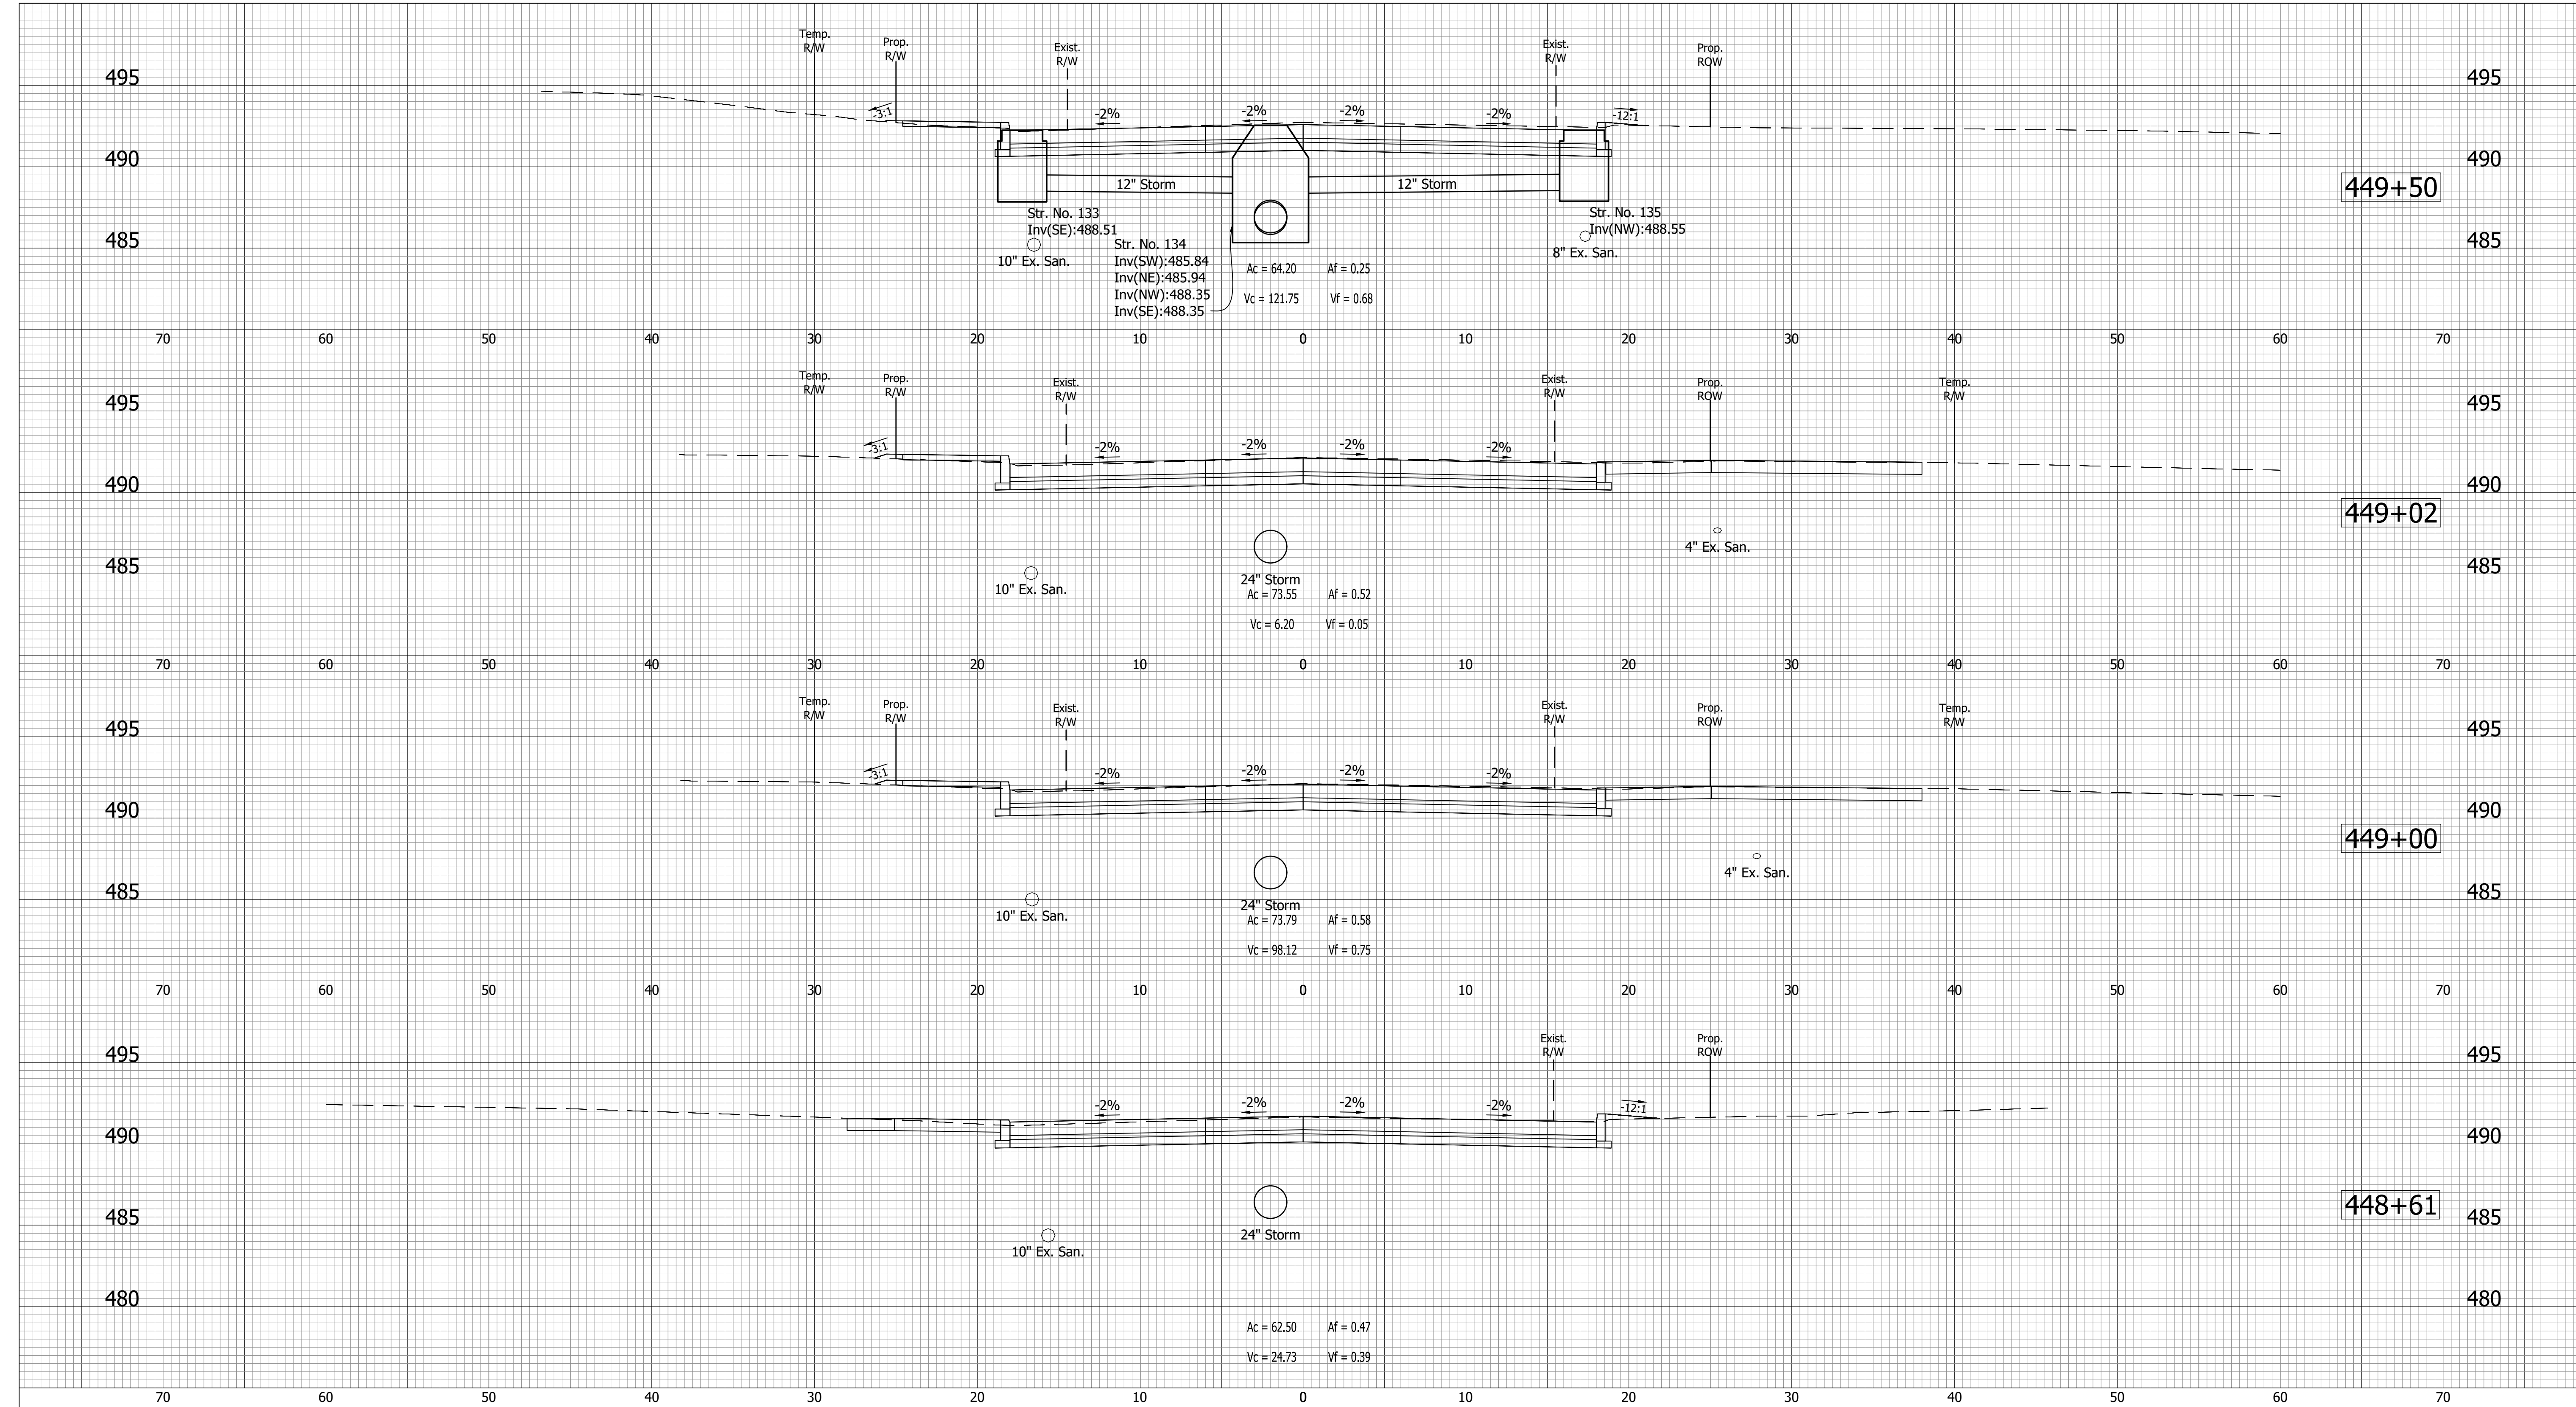 Temp.
R/W
Prop.
R/W
Exist.
R/W
Exist.
R/W
Prop.
ROW
495 495
-3:1 -2% -2% -2% -2% -12:1
490 490
12" Storm 12" Storm
449+50
Str. No. 133
Inv(SE):488.51
10" Ex. San.
Str. No. 134
Inv(SW):485.84
Inv(NE):485.94
Inv(NW):488.35
Inv(SE):488.35
Str. No. 135
Inv(NW):488.55
8" Ex. San.
485 485
Ac = 64.20 Af = 0.25
Vc = 121.75 Vf = 0.68
70 60 50 40 30 20 10 0 10 20 30 40 50 60 70
Temp.
R/W
Prop.
R/W
Exist.
R/W
Exist.
R/W
Prop.
ROW
Temp.
R/W
495 495
-3:1 -2% -2% -2% -2%
490 490
449+02
4" Ex. San.
485 485
10" Ex. San.
24" Storm
Ac = 73.55 Af = 0.52
Vc = 6.20 Vf = 0.05
70 60 50 40 30 20 10 0 10 20 30 40 50 60 70
Temp.
R/W
Prop.
R/W
Exist.
R/W
Exist.
R/W
Prop.
ROW
Temp.
R/W
495 495
-3:1 -2% -2% -2% -2%
490 490
449+00
4" Ex. San.
485 485
10" Ex. San.
24" Storm
Ac = 73.79 Af = 0.58
Vc = 98.12 Vf = 0.75
70 60 50 40 30 20 10 0 10 20 30 40 50 60 70
Exist.
R/W
Prop.
ROW
495 495
-2% -2% -2% -2% -12:1
490 490
448+61
485 485
10" Ex. San.
24" Storm
480 480
Ac = 62.50 Af = 0.47
Vc = 24.73 Vf = 0.39
70 60 50 40 30 20 10 0 10 20 30 40 50 60 70